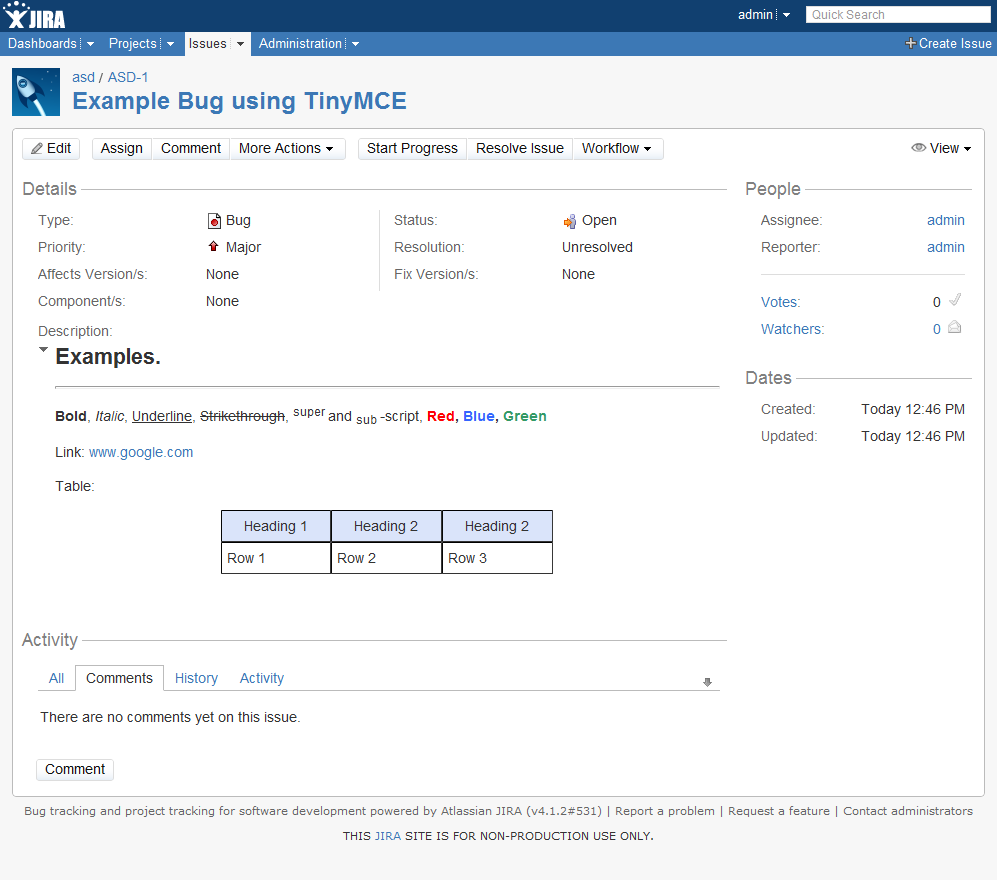 JIRA admin Quick Search
Dashboards Projects Issues Administration Create Issue
asd / ASD-1
Example Bug using TinyMCE
Edit Assign Comment More Actions Start Progress Resolve Issue Workflow View
Details
Type: Bug Status: Open
Priority: Major Resolution: Unresolved
Affects Version/s: None Fix Version/s: None
Component/s: None
Description:
Examples.
Bold, Italic, Underline, Strikethrough, super and sub -script, Red, Blue, Green
Link: www.google.com
Table:
Heading 1 Heading 2 Heading 2
Row 1 Row 2 Row 3
People
Assignee: admin
Reporter: admin
Votes: 0
Watchers: 0
Dates
Created: Today 12:46 PM
Updated: Today 12:46 PM
Activity
All Comments History Activity
There are no comments yet on this issue.
Comment
Bug tracking and project tracking for software development powered by Atlassian JIRA (v4.1.2#531) | Report a problem | Request a feature | Contact administrators
THIS JIRA SITE IS FOR NON-PRODUCTION USE ONLY.